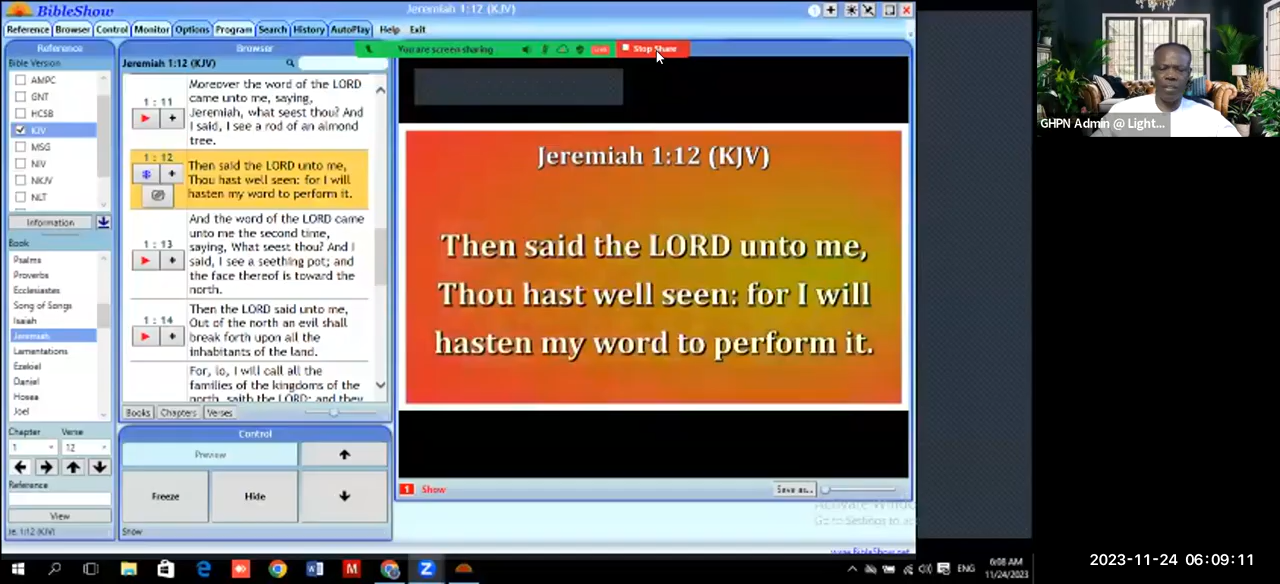 BibleShow
Jeremiah 1:12 (KJV)
Reference Browser Control Monitor Options Program Search History AutoPlay Help Exit
You are screen sharing
Stop Share
Reference
Bible Version
AMPC
GNT
HCSB
KJV
MSG
NIV
NKJV
NLT
Information
Book
Psalms
Proverbs
Ecclesiastes
Song of Songs
Isaiah
Jeremiah
Lamentations
Ezekiel
Daniel
Hosea
Joel
Chapter Verse
1 12
Reference
View
Browser
Jeremiah 1:12 (KJV)
1 : 11
Moreover the word of the LORD
came unto me, saying,
Jeremiah, what seest thou? And
I said, I see a rod of an almond
tree.
1 : 12
Then said the LORD unto me,
Thou hast well seen: for I will
hasten my word to perform it.
1 : 13
And the word of the LORD came
unto me the second time,
saying, What seest thou? And I
said, I see a seething pot; and
the face thereof is toward the
north.
1 : 14
Then the LORD said unto me,
Out of the north an evil shall
break forth upon all the
inhabitants of the land.
For, lo, I will call all the
families of the kingdoms of the
north, saith the LORD; and they
Books Chapters Verses
Control
Preview
Freeze
Hide
Show
Jeremiah 1:12 (KJV)
Then said the LORD unto me,
Thou hast well seen: for I will
hasten my word to perform it.
1 Show
Save as...
www.BibleShow.net
ENG
6:08 AM
11/24/2023
GHPN Admin @ Light...
2023-11-24 06:09:11